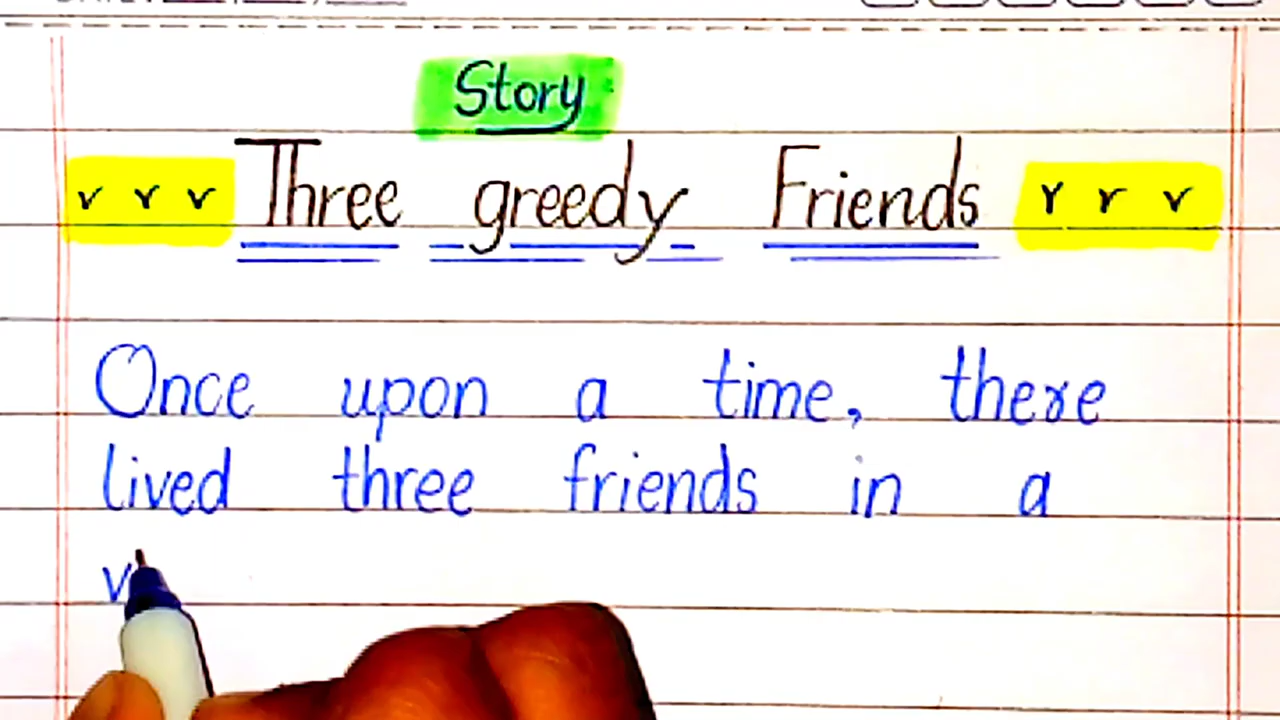 Story
Three greedy Friends
Once upon a time, there
lived three friends in a
v